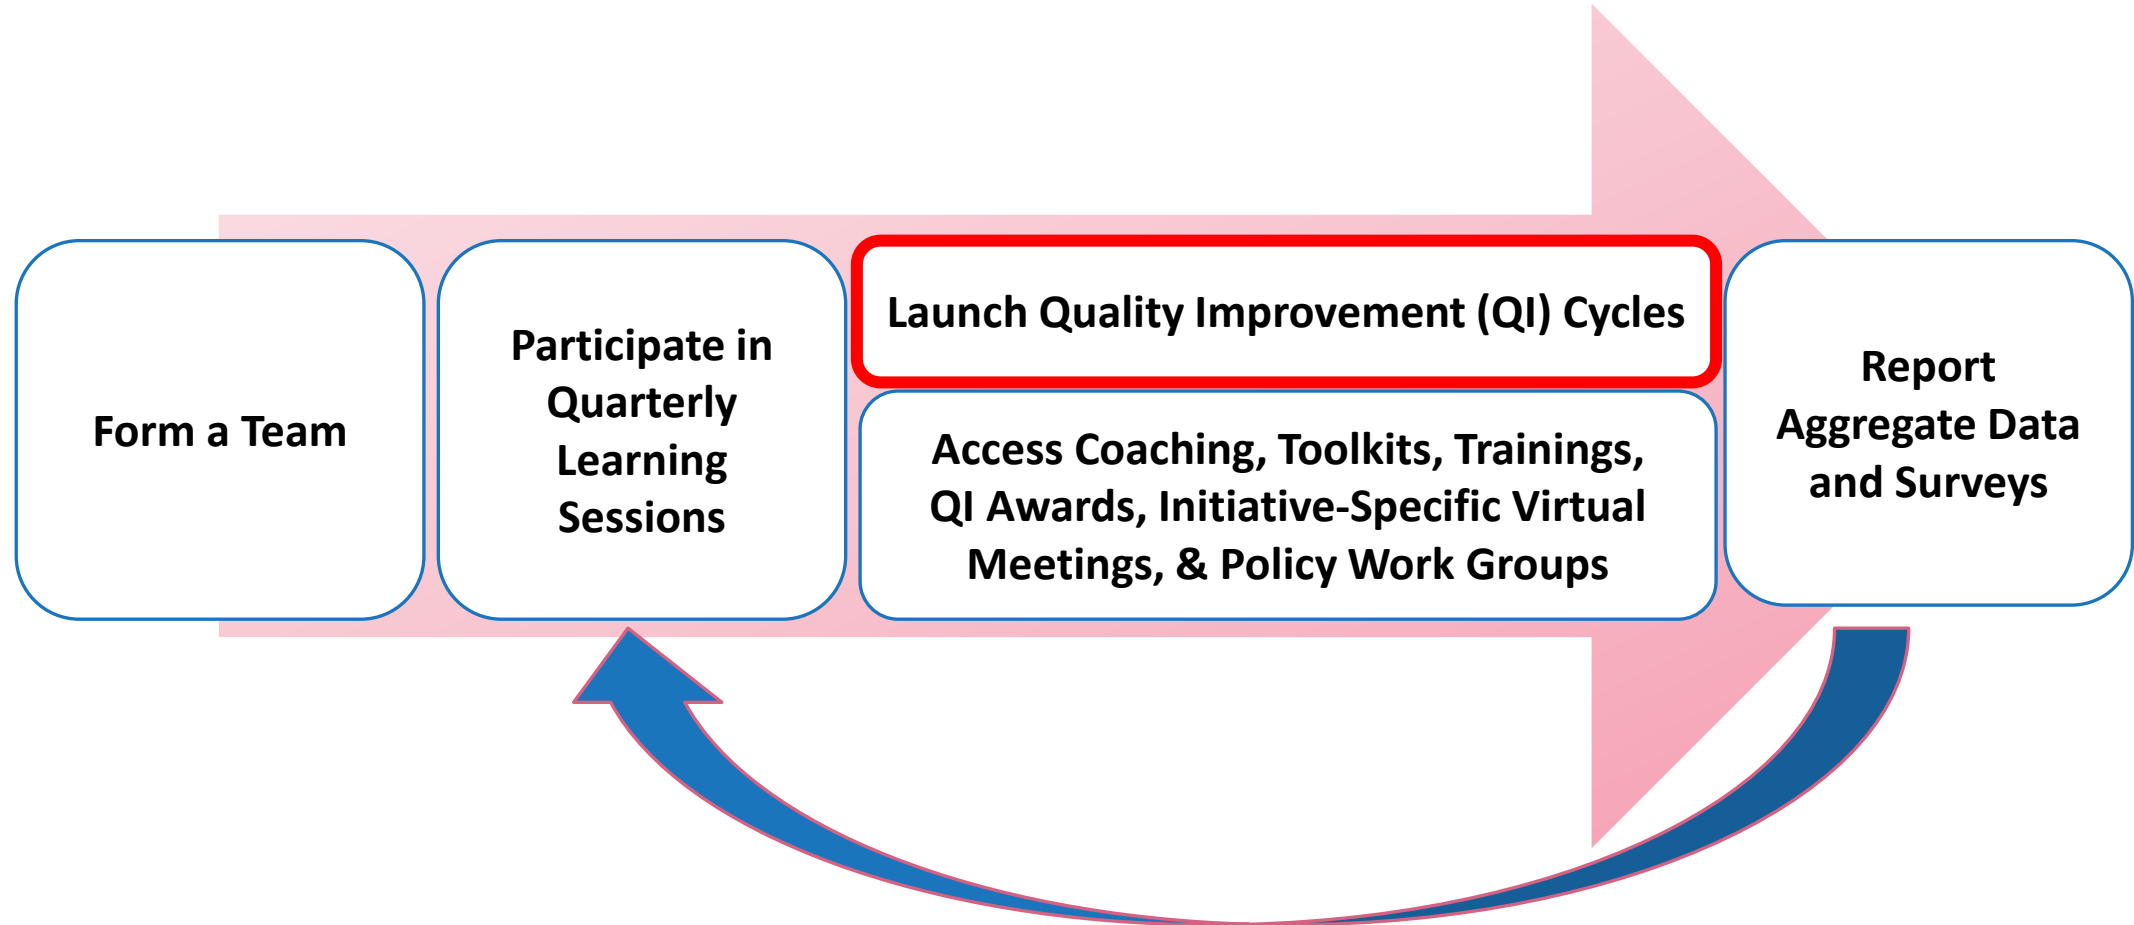 Form a Team
Participate in
Quarterly
Learning
Sessions
Launch Quality Improvement (QI) Cycles
Access Coaching, Toolkits, Trainings,
QI Awards, Initiative-Specific Virtual
Meetings, & Policy Work Groups
Report
Aggregate Data
and Surveys